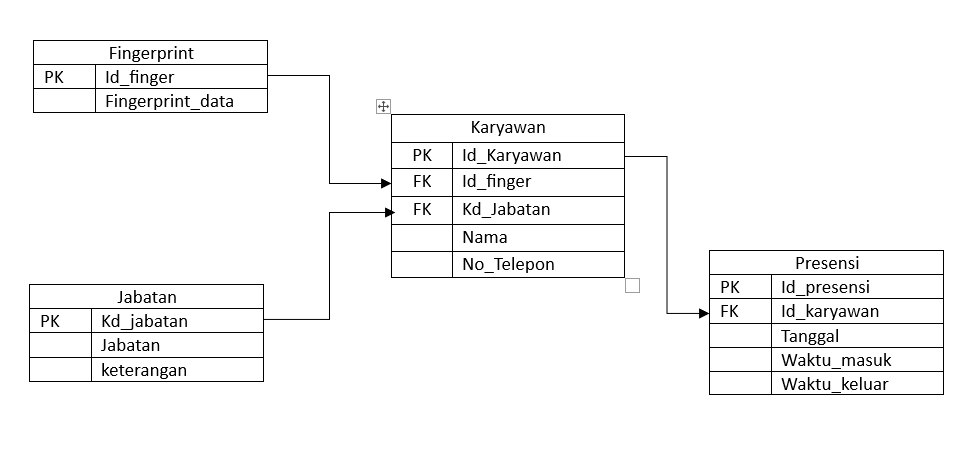 Fingerprint
PK Id_finger
Fingerprint_data
Karyawan
PK Id_Karyawan
FK Id_finger
FK Kd_Jabatan
Nama
No_Telepon
Jabatan
PK Kd_jabatan
Jabatan
keterangan
Presensi
PK Id_presensi
FK Id_karyawan
Tanggal
Waktu_masuk
Waktu_keluar